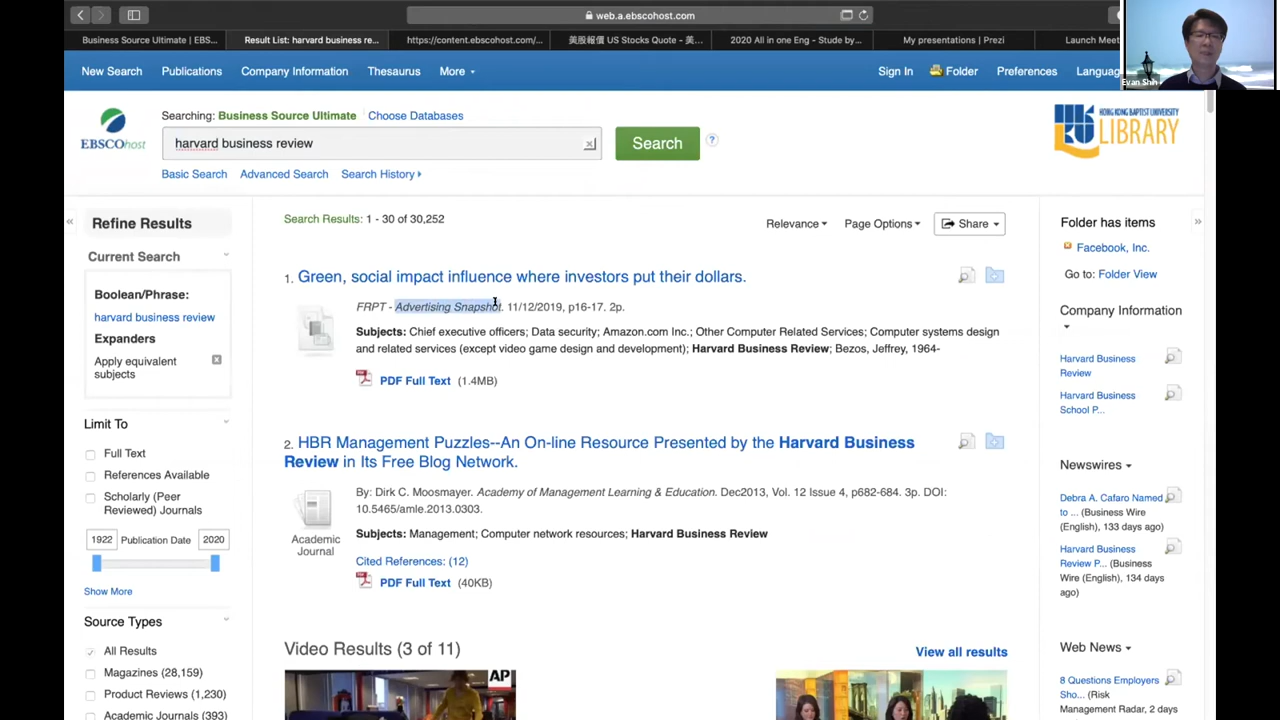 web.a.ebscohost.com
Business Source Ultimate | EBS...
Result List: harvard business re...
https://content.ebscohost.com/...
美股報價 US Stocks Quote - 美...
2020 All in one Eng - Stude by...
My presentations | Prezi
Launch Meet
New Search
Publications
Company Information
Thesaurus
More
Sign In
Folder
Preferences
Languag
Evan Shih
EBSCOhost
Searching: Business Source Ultimate
Choose Databases
harvard business review
Search
?
Basic Search
Advanced Search
Search History
HONG KONG BAPTIST UNIVERSITY
LIBRARY
«
Refine Results
Current Search
Boolean/Phrase:
harvard business review
Expanders
Apply equivalent
subjects
Limit To
Full Text
References Available
Scholarly (Peer
Reviewed) Journals
1922 Publication Date 2020
Show More
Source Types
All Results
Magazines (28,159)
Product Reviews (1,230)
Academic Journals (393)
Search Results: 1 - 30 of 30,252
Relevance
Page Options
Share
1. Green, social impact influence where investors put their dollars.
FRPT - Advertising Snapshot. 11/12/2019, p16-17. 2p.
Subjects: Chief executive officers; Data security; Amazon.com Inc.; Other Computer Related Services; Computer systems design
and related services (except video game design and development); Harvard Business Review; Bezos, Jeffrey, 1964-
PDF Full Text (1.4MB)
2. HBR Management Puzzles--An On-line Resource Presented by the Harvard Business
Review in Its Free Blog Network.
By: Dirk C. Moosmayer. Academy of Management Learning & Education. Dec2013, Vol. 12 Issue 4, p682-684. 3p. DOI:
10.5465/amle.2013.0303.
Academic
Journal
Subjects: Management; Computer network resources; Harvard Business Review
Cited References: (12)
PDF Full Text (40KB)
Video Results (3 of 11)
View all results
AP
Folder has items
»
Facebook, Inc.
Go to: Folder View
Company Information
Harvard Business
Review
Harvard Business
School P...
Newswires
Debra A. Cafaro Named
to ... (Business Wire
(English), 133 days ago)
Harvard Business
Review P... (Business
Wire (English), 134 days
ago)
Web News
8 Questions Employers
Sho... (Risk
Management Radar, 2 days